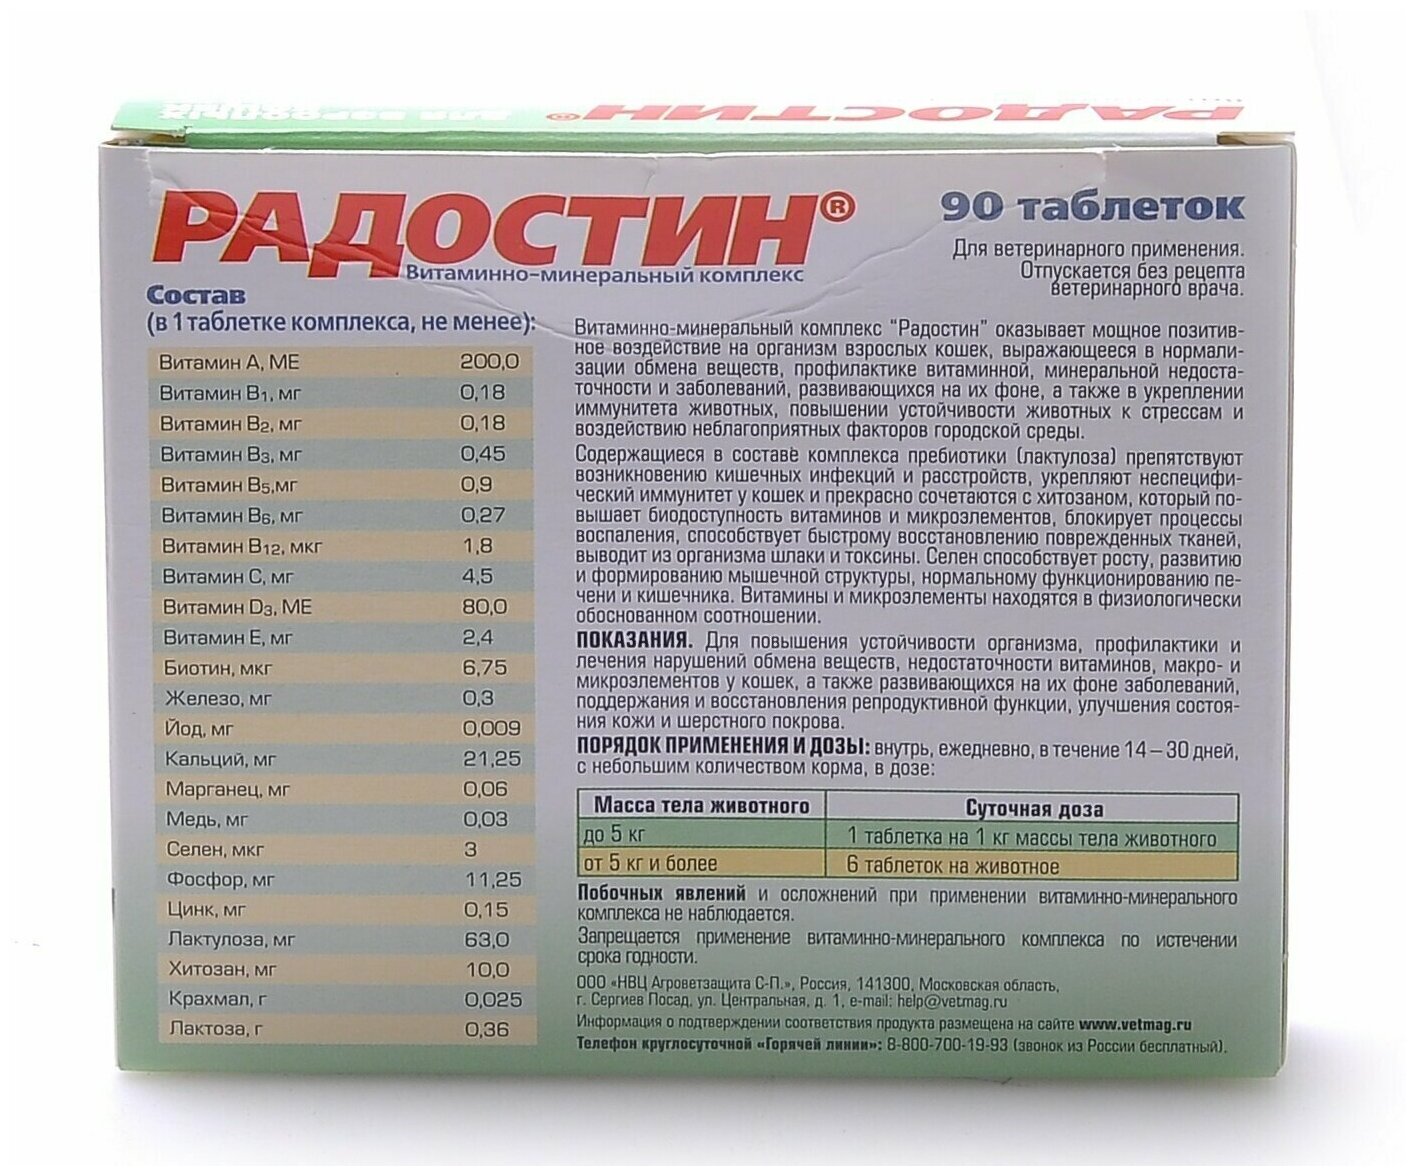 для взрослых
РАДОСТИН®
РАДОСТИН®
Витаминно-минеральный комплекс
90 таблеток
Для ветеринарного применения.
Отпускается без рецепта
ветеринарного врача.
Состав
(в 1 таблетке комплекса, не менее):
Витамин А, МЕ 200,0
Витамин В1, мг 0,18
Витамин В2, мг 0,18
Витамин В3, мг 0,45
Витамин В5,мг 0,9
Витамин В6, мг 0,27
Витамин В12, мкг 1,8
Витамин С, мг 4,5
Витамин D3, МЕ 80,0
Витамин Е, мг 2,4
Биотин, мкг 6,75
Железо, мг 0,3
Йод, мг 0,009
Кальций, мг 21,25
Марганец, мг 0,06
Медь, мг 0,03
Селен, мкг 3
Фосфор, мг 11,25
Цинк, мг 0,15
Лактулоза, мг 63,0
Хитозан, мг 10,0
Крахмал, г 0,025
Лактоза, г 0,36
Витаминно-минеральный комплекс "Радостин" оказывает мощное позитив-
ное воздействие на организм взрослых кошек, выражающееся в нормали-
зации обмена веществ, профилактике витаминной, минеральной недоста-
точности и заболеваний, развивающихся на их фоне, а также в укреплении
иммунитета животных, повышении устойчивости животных к стрессам и
воздействию неблагоприятных факторов городской среды.
Содержащиеся в составе комплекса пребиотики (лактулоза) препятствуют
возникновению кишечных инфекций и расстройств, укрепляют неспецифи-
ческий иммунитет у кошек и прекрасно сочетаются с хитозаном, который по-
вышает биодоступность витаминов и микроэлементов, блокирует процессы
воспаления, способствует быстрому восстановлению поврежденных тканей,
выводит из организма шлаки и токсины. Селен способствует росту, развитию
и формированию мышечной структуры, нормальному функционированию пе-
чени и кишечника. Витамины и микроэлементы находятся в физиологически
обоснованном соотношении.
ПОКАЗАНИЯ. Для повышения устойчивости организма, профилактики и
лечения нарушений обмена веществ, недостаточности витаминов, макро- и
микроэлементов у кошек, а также развивающихся на их фоне заболеваний,
поддержания и восстановления репродуктивной функции, улучшения состоя-
ния кожи и шерстного покрова.
ПОРЯДОК ПРИМЕНЕНИЯ И ДОЗЫ: внутрь, ежедневно, в течение 14 – 30 дней,
с небольшим количеством корма, в дозе:
Масса тела животного Суточная доза
до 5 кг 1 таблетка на 1 кг массы тела животного
от 5 кг и более 6 таблеток на животное
Побочных явлений и осложнений при применении витаминно-минерального
комплекса не наблюдается.
Запрещается применение витаминно-минерального комплекса по истечении
срока годности.
ООО «НВЦ Агроветзащита С-П.», Россия, 141300, Московская область,
г. Сергиев Посад, ул. Центральная, д. 1, e-mail: help@vetmag.ru
Информация о подтверждении соответствия продукта размещена на сайте www.vetmag.ru
Телефон круглосуточной «Горячей линии»: 8-800-700-19-93 (звонок из России бесплатный).